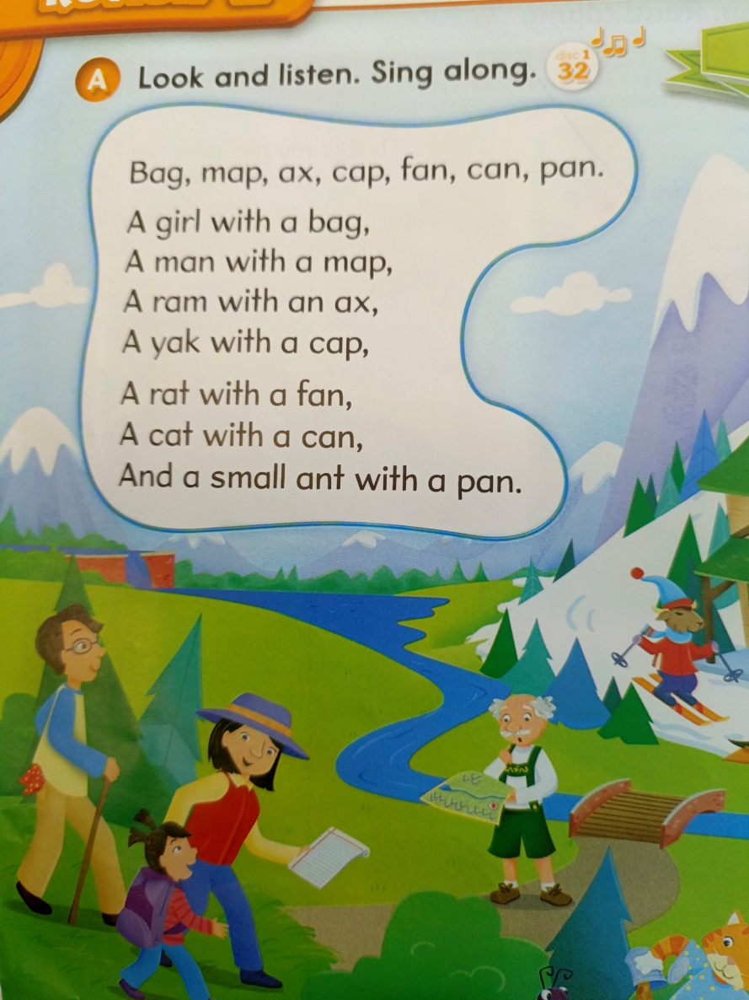 A Look and listen. Sing along. disc 1 32
Bag, map, ax, cap, fan, can, pan.
A girl with a bag,
A man with a map,
A ram with an ax,
A yak with a cap,
A rat with a fan,
A cat with a can,
And a small ant with a pan.